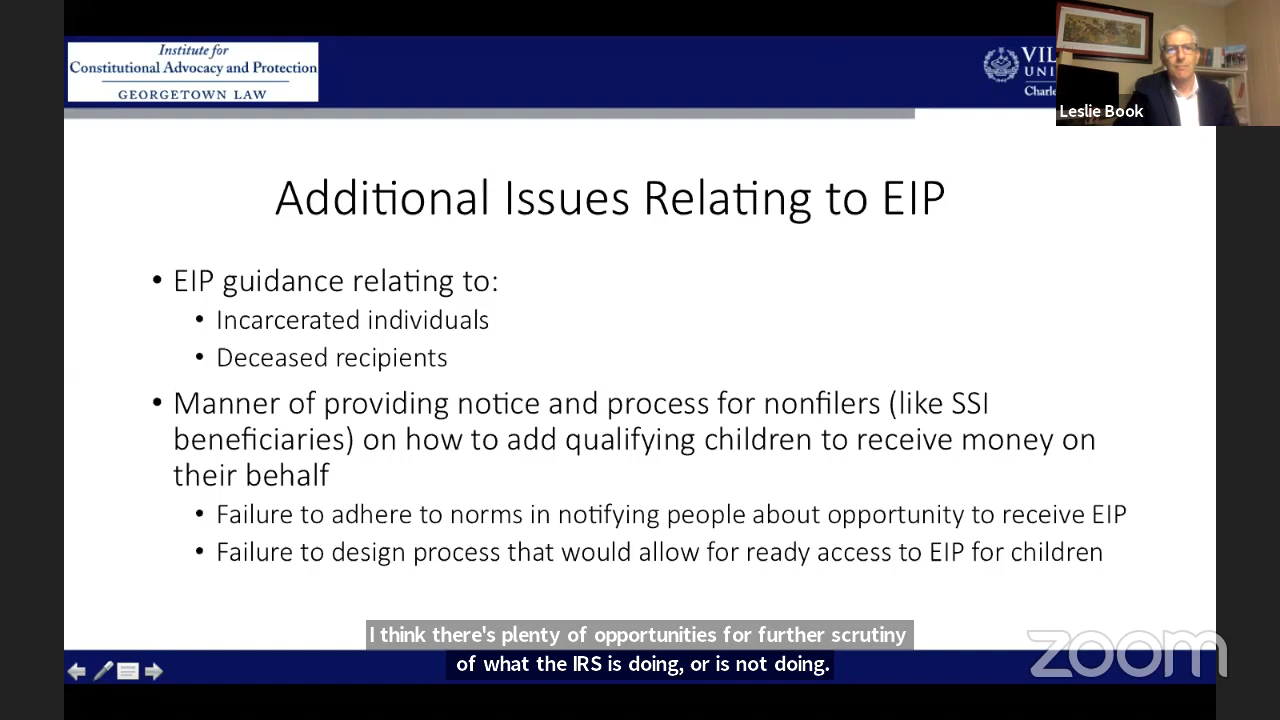 Institute for
Constitutional Advocacy and Protection
GEORGETOWN LAW
Leslie Book
Additional Issues Relating to EIP
• EIP guidance relating to:
• Incarcerated individuals
• Deceased recipients
• Manner of providing notice and process for nonfilers (like SSI
beneficiaries) on how to add qualifying children to receive money on
their behalf
• Failure to adhere to norms in notifying people about opportunity to receive EIP
• Failure to design process that would allow for ready access to EIP for children
I think there's plenty of opportunities for further scrutiny
of what the IRS is doing, or is not doing.
zoom